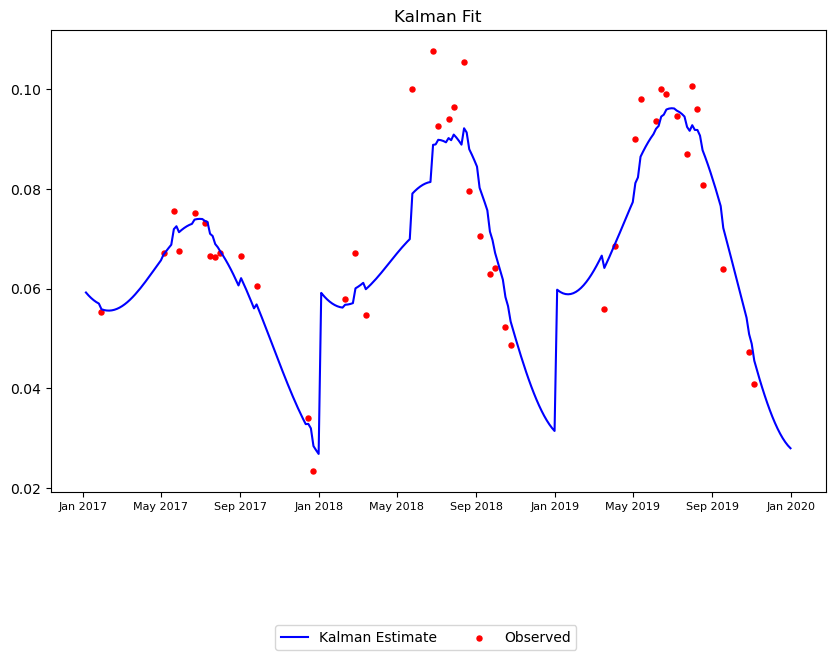 Kalman Fit
0.10
0.08
0.06
0.04
0.02
Jan 2017 May 2017 Sep 2017 Jan 2018 May 2018 Sep 2018 Jan 2019 May 2019 Sep 2019 Jan 2020
Kalman Estimate Observed